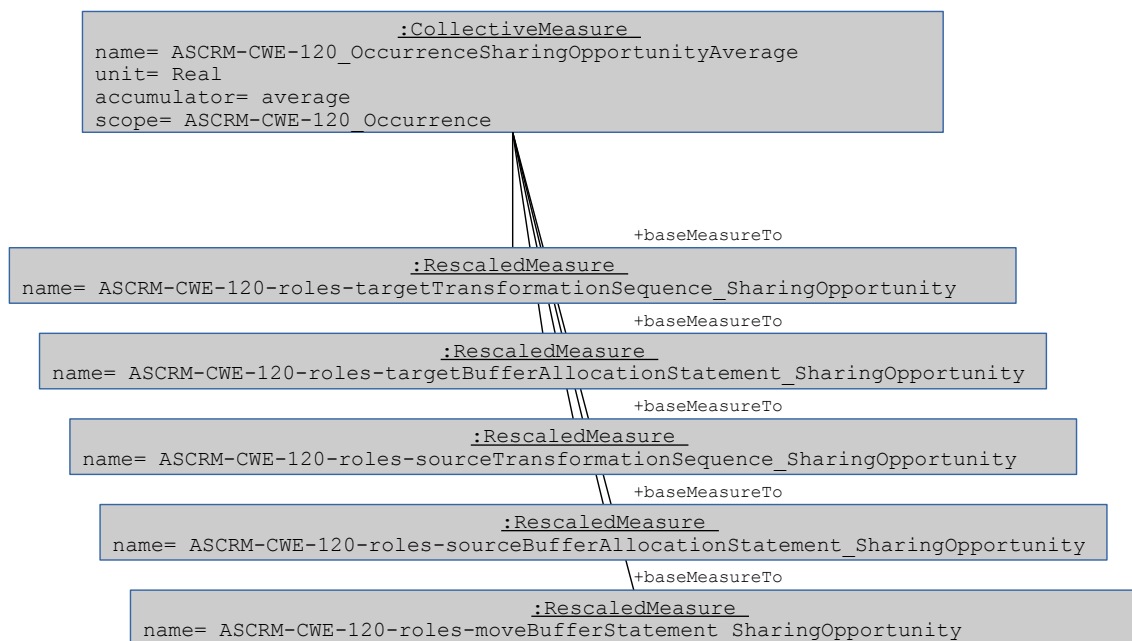 :CollectiveMeasure
name= ASCRM-CWE-120_OccurrenceSharingOpportunityAverage
unit= Real
accumulator= average
scope= ASCRM-CWE-120_Occurrence
+baseMeasureTo
:RescaledMeasure
name= ASCRM-CWE-120-roles-targetTransformationSequence_SharingOpportunity
+baseMeasureTo
:RescaledMeasure
name= ASCRM-CWE-120-roles-targetBufferAllocationStatement_SharingOpportunity
+baseMeasureTo
:RescaledMeasure
name= ASCRM-CWE-120-roles-sourceTransformationSequence_SharingOpportunity
+baseMeasureTo
:RescaledMeasure
name= ASCRM-CWE-120-roles-sourceBufferAllocationStatement_SharingOpportunity
+baseMeasureTo
:RescaledMeasure
name= ASCRM-CWE-120-roles-moveBufferStatement_SharingOpportunity